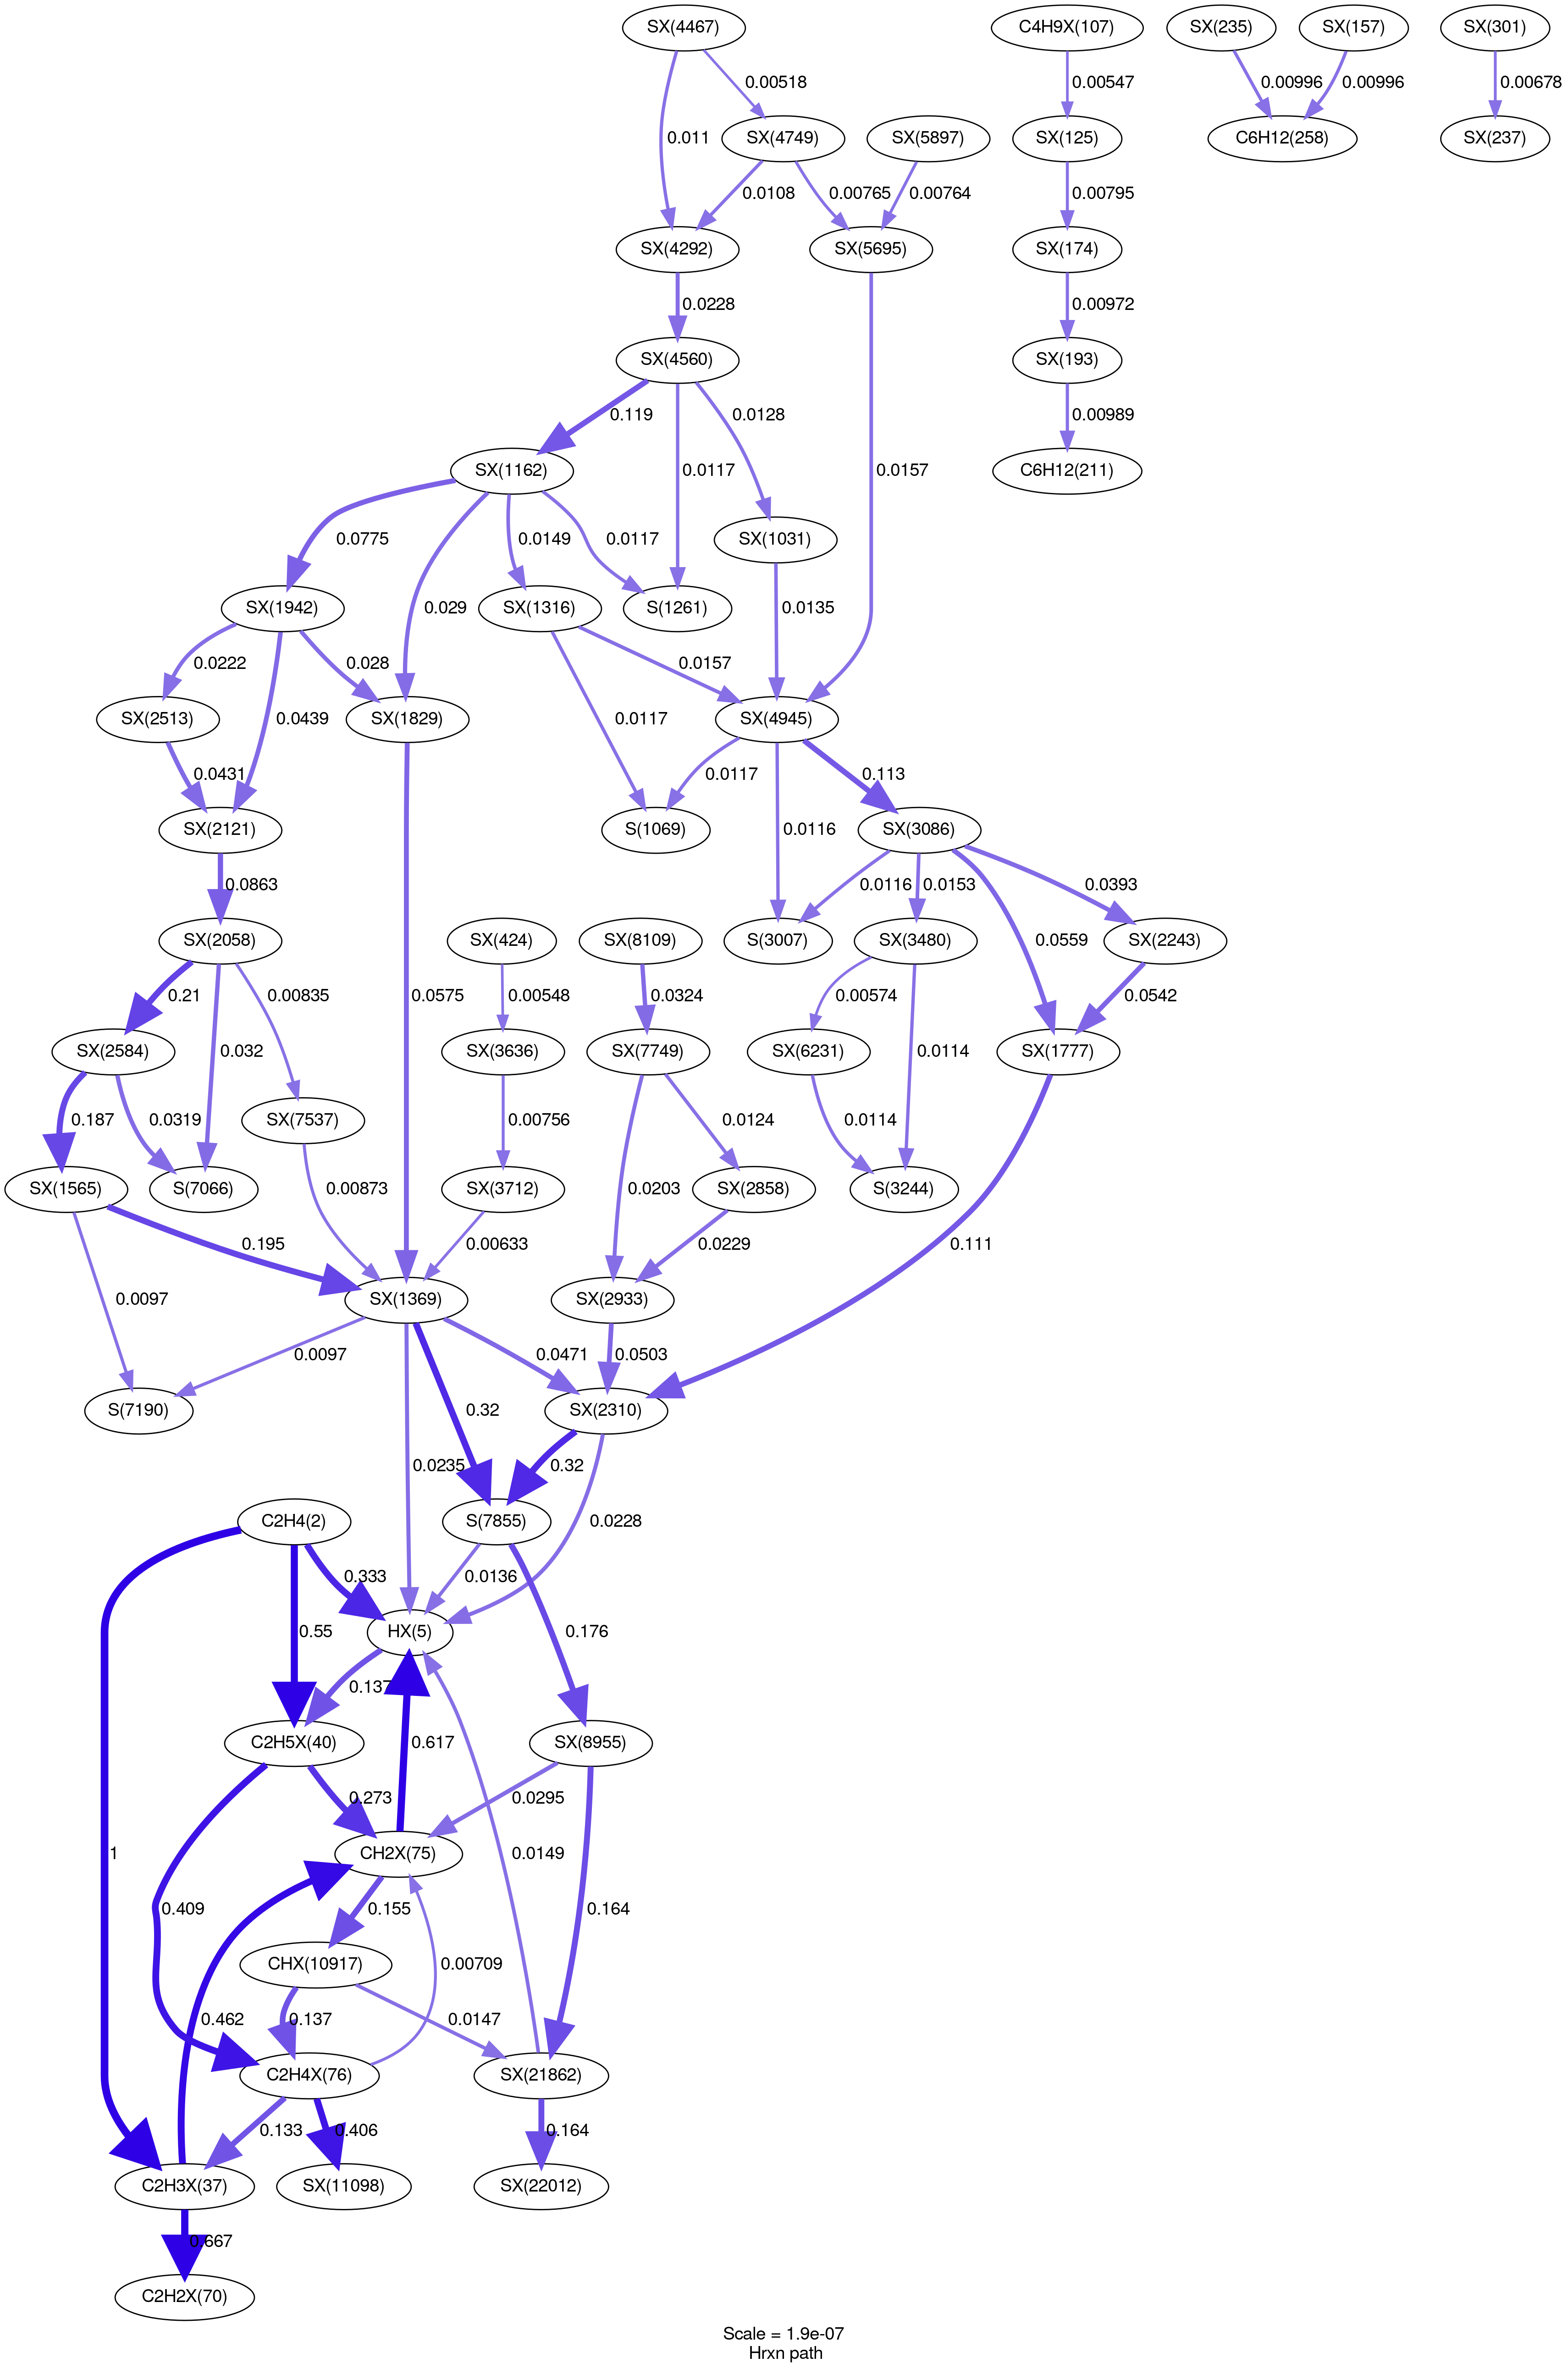 SX(4467)
C4H9X(107)
SX(235)
SX(157)
SX(301)
0.00518
0.00547
0.00996
0.00996
0.00678
0.011
SX(4749)
SX(5897)
SX(125)
C6H12(258)
SX(237)
0.0108
0.00765
0.00764
0.00795
SX(4292)
SX(5695)
SX(174)
0.0228
0.00972
SX(4560)
SX(193)
0.119
0.0128
0.00989
0.0117
0.0157
SX(1162)
C6H12(211)
0.0775
0.0149
0.0117
SX(1031)
0.029
SX(1942)
SX(1316)
S(1261)
0.0135
0.0222
0.028
0.0157
0.0439
0.0117
SX(2513)
SX(1829)
SX(4945)
0.0431
0.0117
0.113
0.0116
SX(2121)
S(1069)
SX(3086)
0.0863
0.0116
0.0153
0.0393
0.0559
SX(2058)
SX(424)
SX(8109)
S(3007)
SX(3480)
SX(2243)
0.21
0.00835
0.0575
0.00548
0.0324
0.00574
0.0542
0.032
0.0114
SX(2584)
SX(3636)
SX(7749)
SX(6231)
SX(1777)
0.187
0.0319
SX(7537)
0.00756
0.0124
0.0114
SX(1565)
S(7066)
0.00873
SX(3712)
0.0203
SX(2858)
S(3244)
0.195
0.00633
0.0229
0.111
0.0097
SX(1369)
SX(2933)
0.0097
0.0471
0.0503
0.32
S(7190)
SX(2310)
0.0235
0.32
C2H4(2)
S(7855)
0.0228
0.333
0.0136
0.55
HX(5)
0.176
0.137
C2H5X(40)
0.617
SX(8955)
0.273
0.0295
1
0.409
CH2X(75)
0.0149
0.164
0.155
CHX(10917)
0.00709
0.462
0.137
0.0147
C2H4X(76)
SX(21862)
0.133
0.406
0.164
C2H3X(37)
SX(11098)
SX(22012)
0.667
C2H2X(70)
Scale = 1.9e-07
Hrxn path